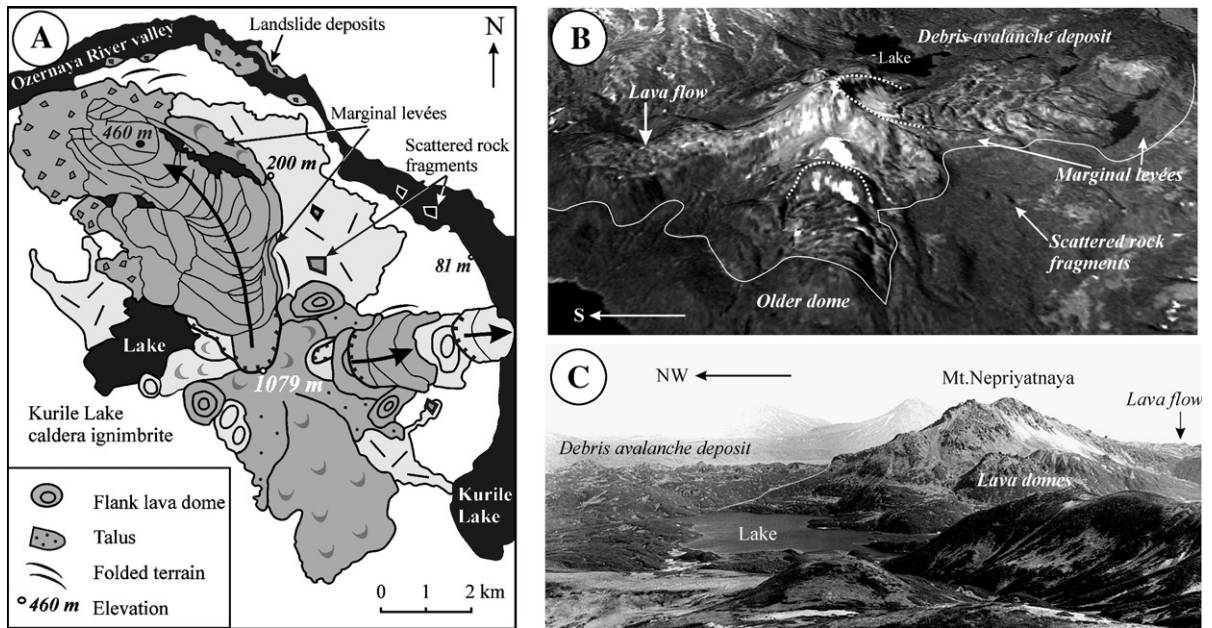 A
N
Landslide deposits
Ozernaya River valley
Marginal levées
460 m
Scattered rock
fragments
200 m
81 m
Lake
1079 m
Kurile Lake
caldera ignimbrite
Kurile
Lake
Flank lava dome
Talus
Folded terrain
460 m Elevation
0 1 2 km
B
Debris avalanche deposit
Lake
Lava flow
Marginal levées
Scattered rock
fragments
Older dome
S
C
NW
Mt.Nepriyatnaya
Lava flow
Debris avalanche deposit
Lava domes
Lake